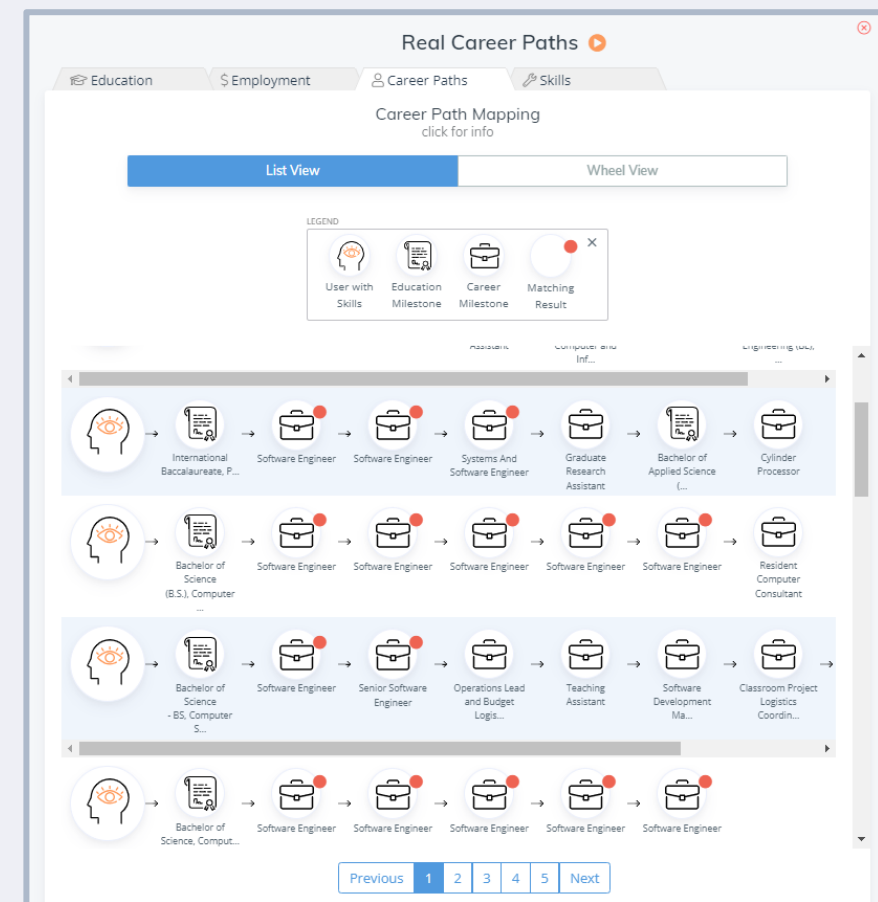 Real Career Paths
Education $ Employment Career Paths Skills
Career Path Mapping
click for info
List View Wheel View
LEGEND
User with Education Career Matching
Skills Milestone Milestone Result
Assistant Computer and Engineering (BE),
Inf... ...
International Software Engineer Software Engineer Systems And Graduate Bachelor of Cylinder
Baccalaureate, P... Software Engineer Research Applied Science Processor
Assistant (...
Bachelor of Software Engineer Software Engineer Software Engineer Software Engineer Software Engineer Resident
Science Computer
(B.S.), Computer Consultant
...
Bachelor of Software Engineer Senior Software Operations Lead Teaching Software Classroom Project
Science Engineer and Budget Assistant Development Logistics
- BS, Computer Logis... Ma... Coordin...
S...
Bachelor of Software Engineer Software Engineer Software Engineer Software Engineer Software Engineer
Science, Comput...
Previous 1 2 3 4 5 Next